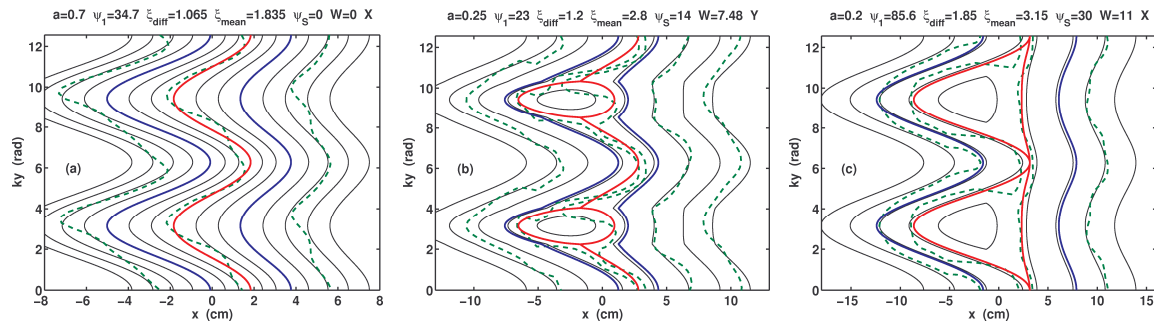 a=0.7 ψ₁=34.7 ξdiff=1.065 ξmean=1.835 ψS=0 W=0 X
12
10
8
6
4
2
0
ky (rad)
(a)
−8 −6 −4 −2 0 2 4 6 8
x (cm)
a=0.25 ψ₁=23 ξdiff=1.2 ξmean=2.8 ψS=14 W=7.48 Y
12
10
8
6
4
2
0
ky (rad)
(b)
−10 −5 0 5 10
x (cm)
a=0.2 ψ₁=85.6 ξdiff=1.85 ξmean=3.15 ψS=30 W=11 X
12
10
8
6
4
2
0
ky (rad)
(c)
−15 −10 −5 0 5 10 15
x (cm)